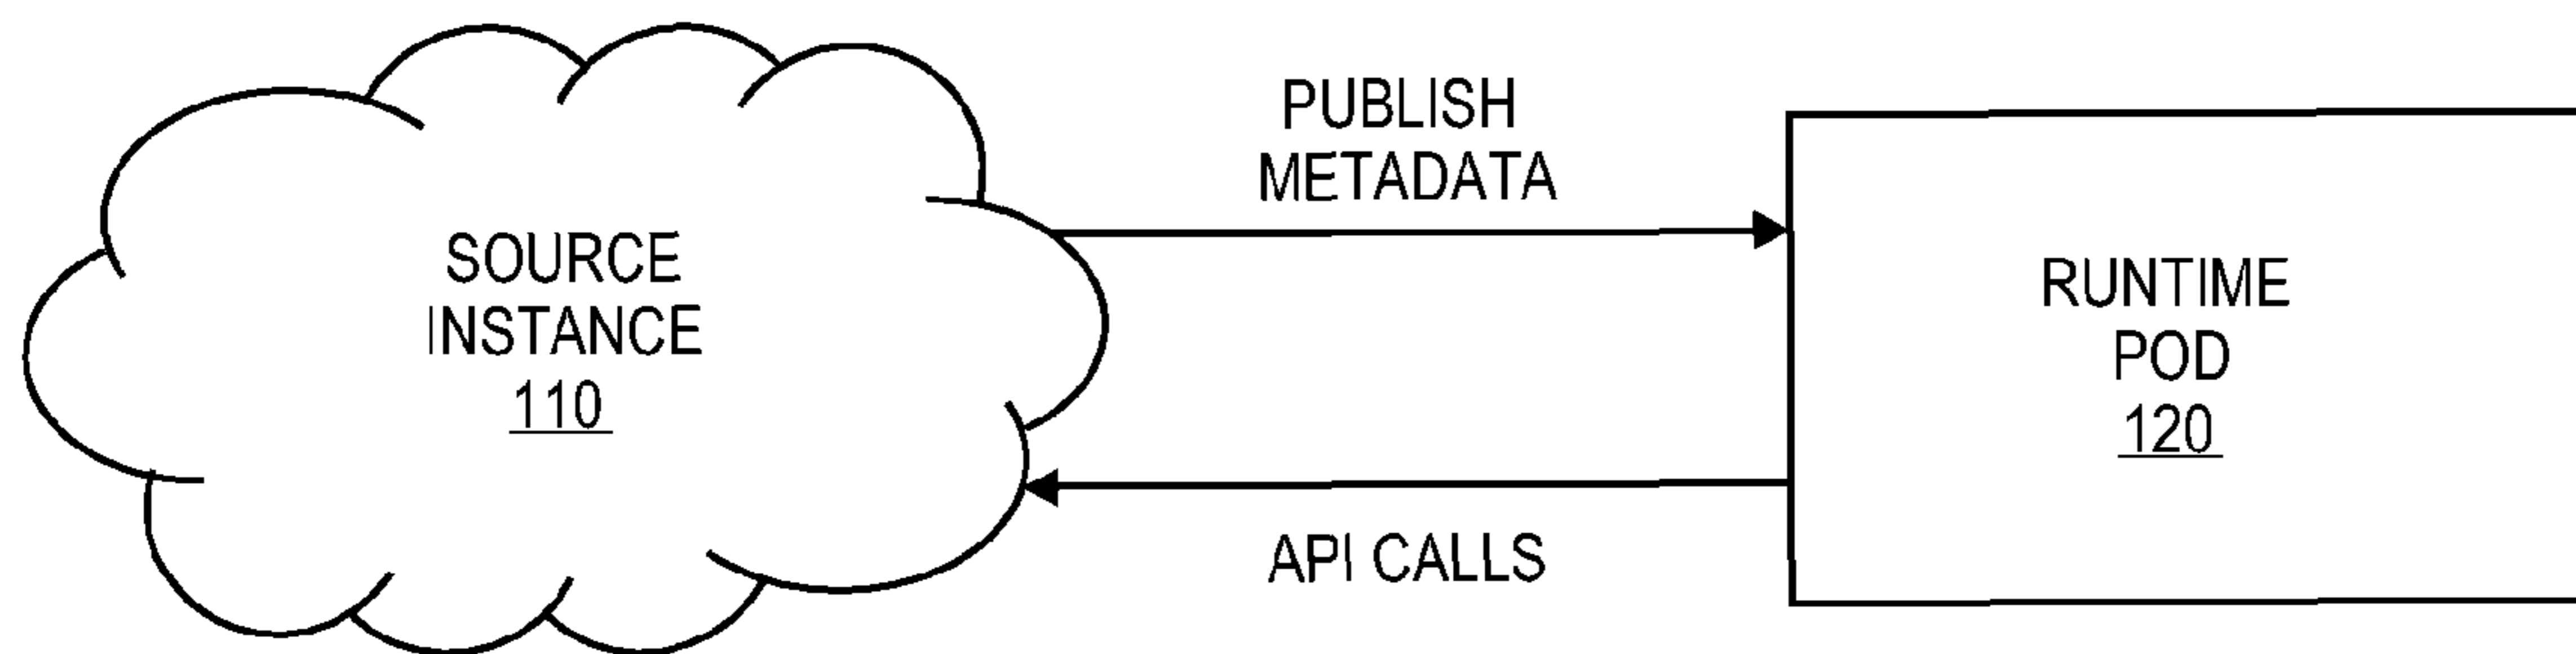 PUBLISH
METADATA
SOURCE
INSTANCE
110
RUNTIME
POD
120
API CALLS